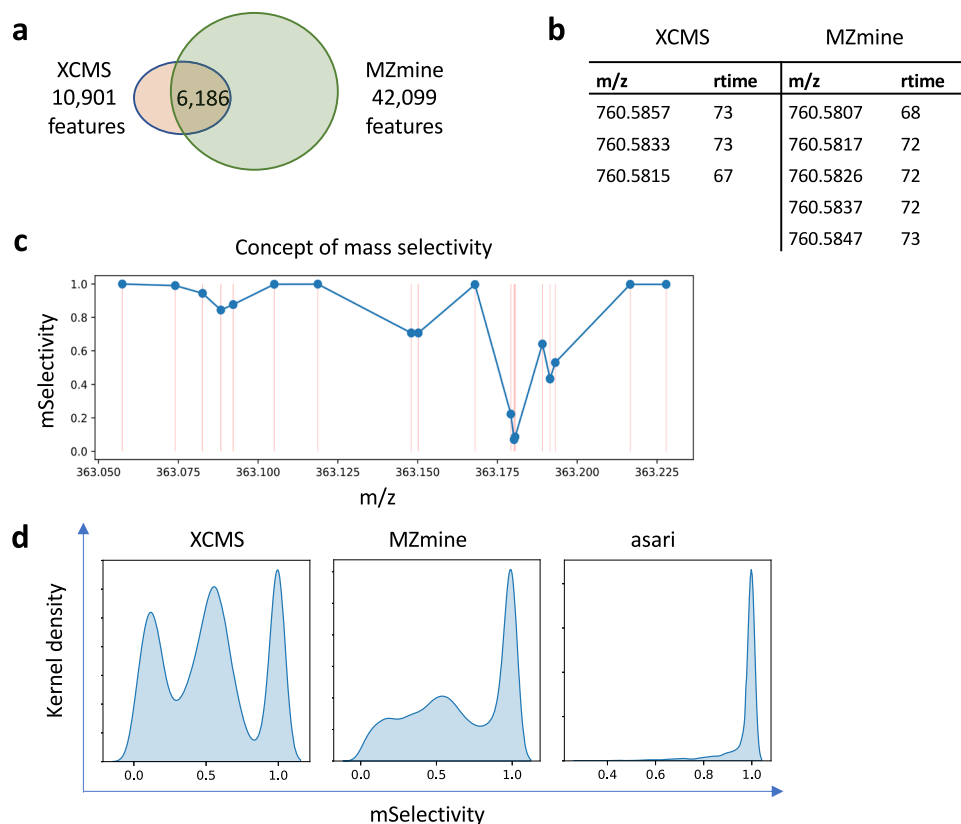 a
XCMS
10,901
features
6,186
MZmine
42,099
features
b
XCMS MZmine
m/z rtime m/z rtime
760.5857 73 760.5807 68
760.5833 73 760.5817 72
760.5815 67 760.5826 72
760.5837 72
760.5847 73
c
Concept of mass selectivity
mSelectivity
1.0
0.8
0.6
0.4
0.2
0.0
363.050 363.075 363.100 363.125 363.150 363.175 363.200 363.225
m/z
d
XCMS MZmine asari
Kernel density
0.0 0.5 1.0 0.0 0.5 1.0 0.4 0.6 0.8 1.0
mSelectivity